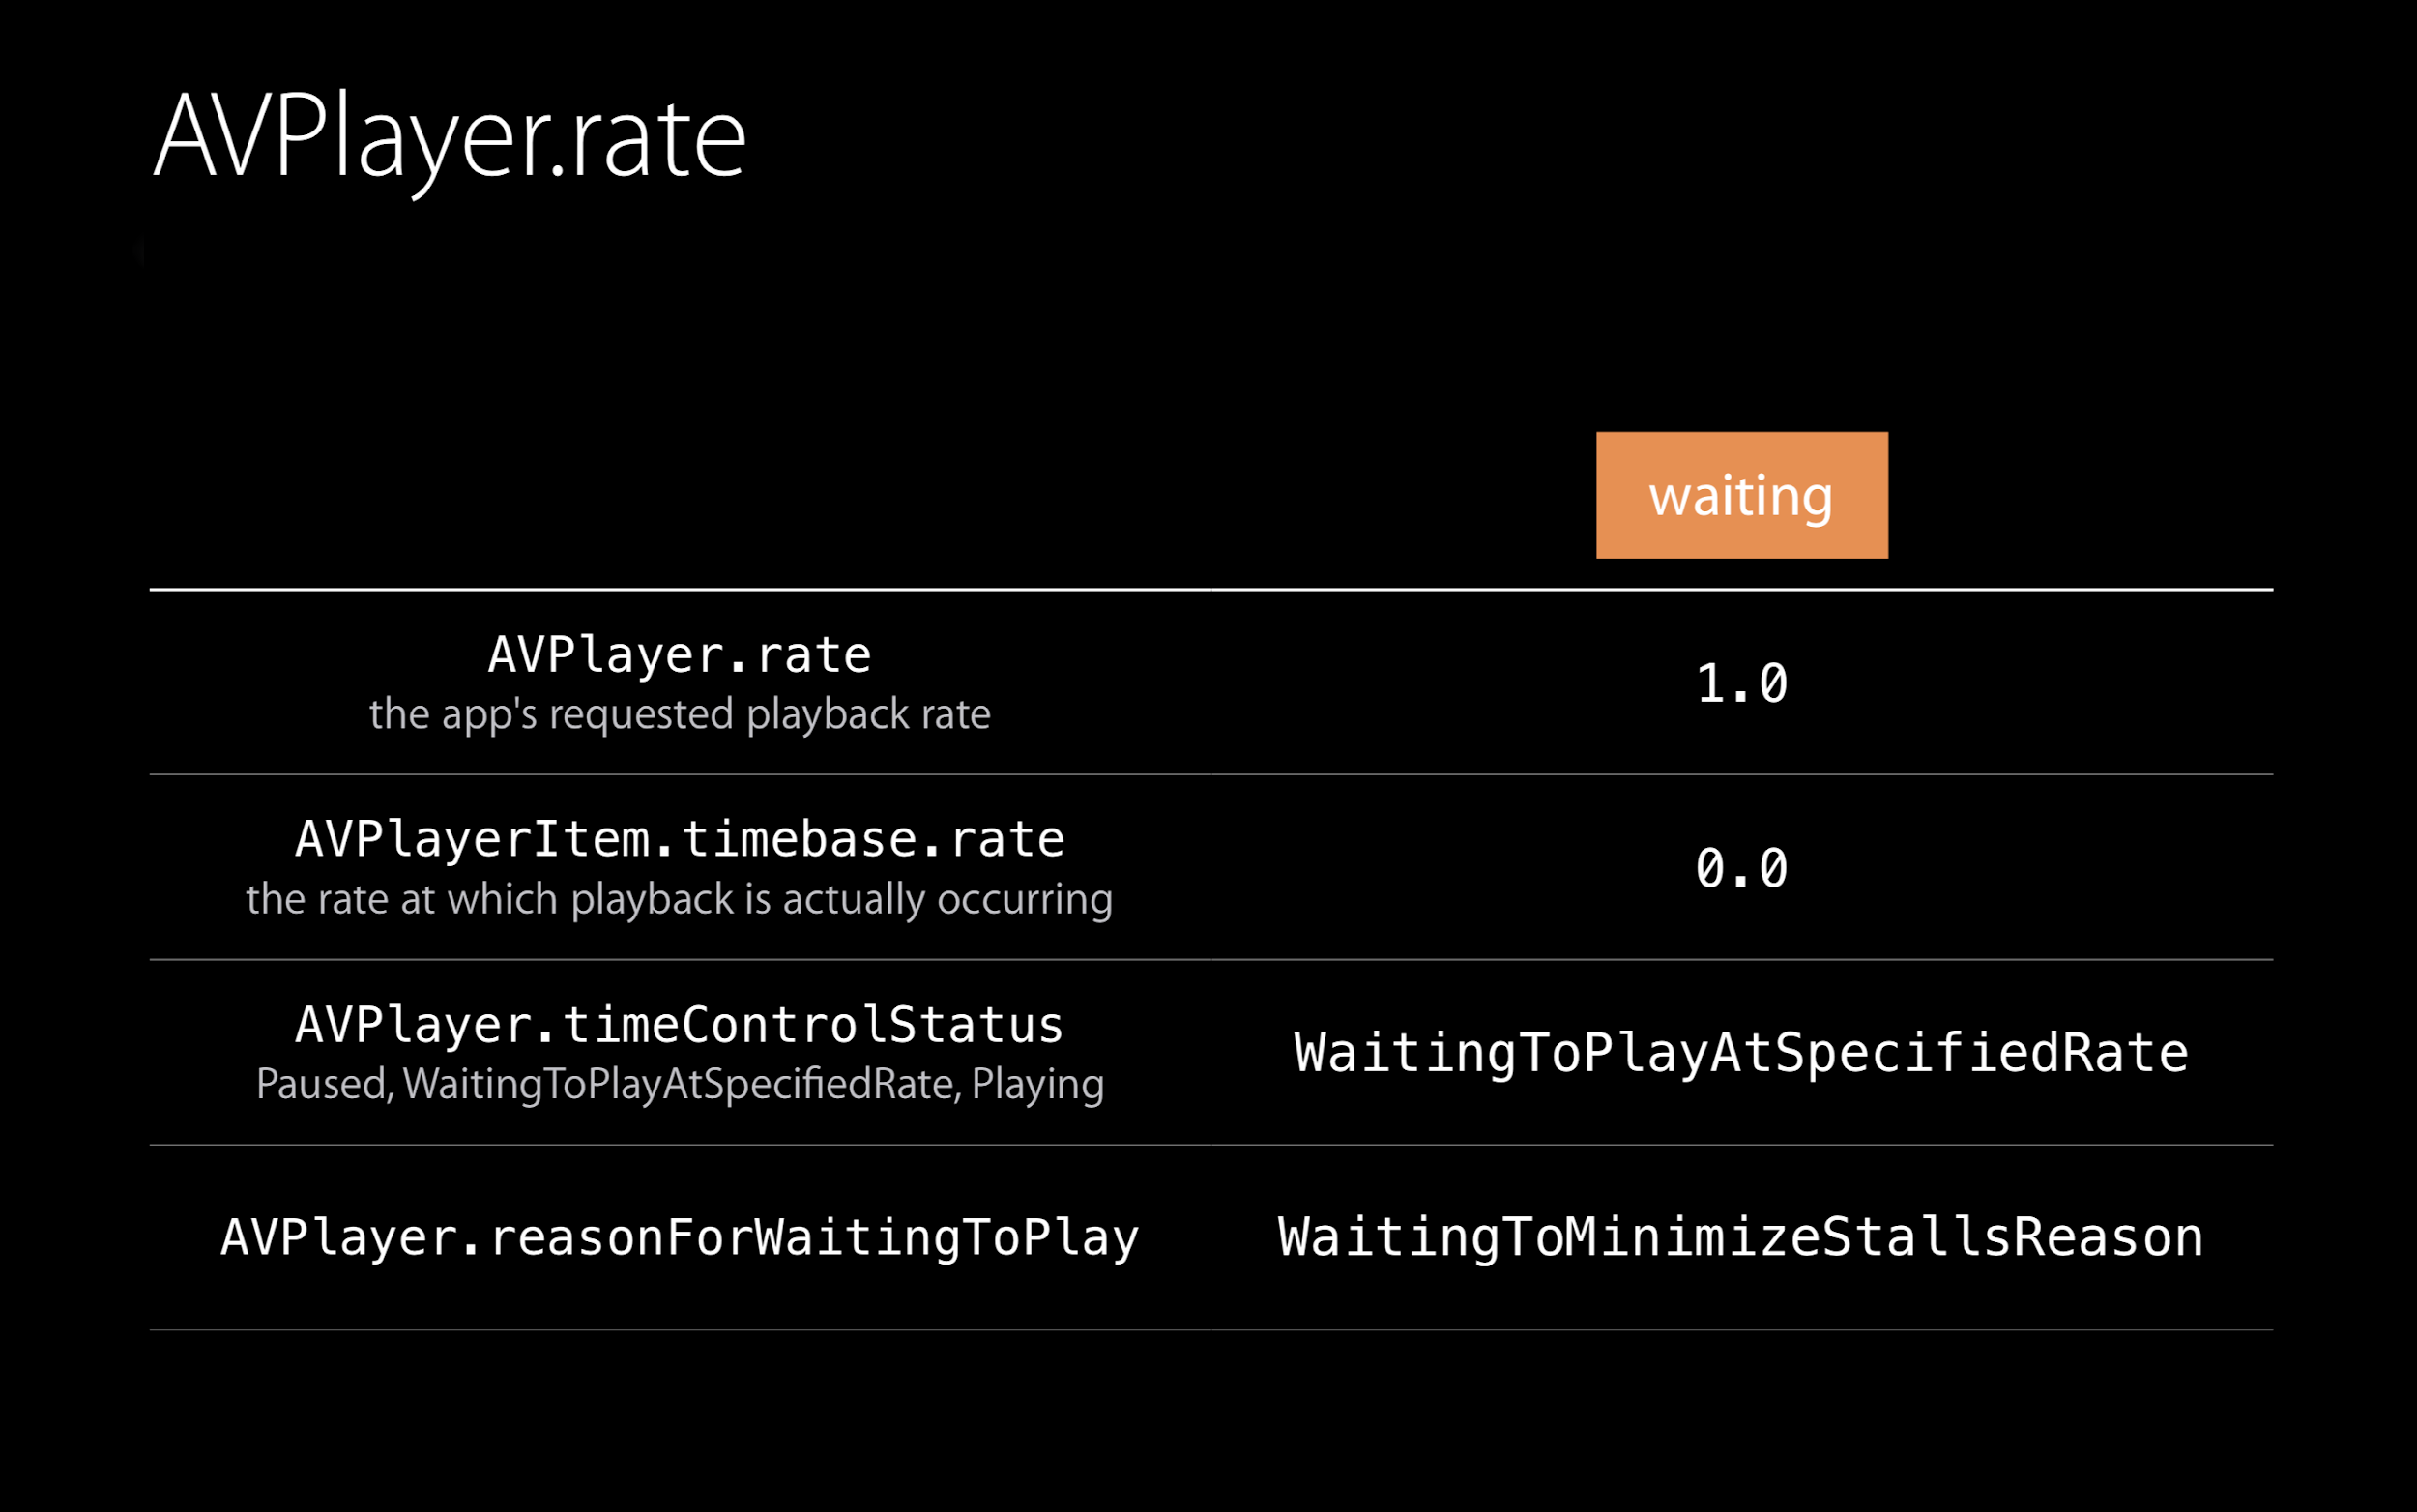 AVPlayer.rate
waiting
AVPlayer.rate
the app's requested playback rate
1.0
AVPlayerItem.timebase.rate
the rate at which playback is actually occurring
0.0
AVPlayer.timeControlStatus
Paused, WaitingToPlayAtSpecifiedRate, Playing
WaitingToPlayAtSpecifiedRate
AVPlayer.reasonForWaitingToPlay
WaitingToMinimizeStallsReason